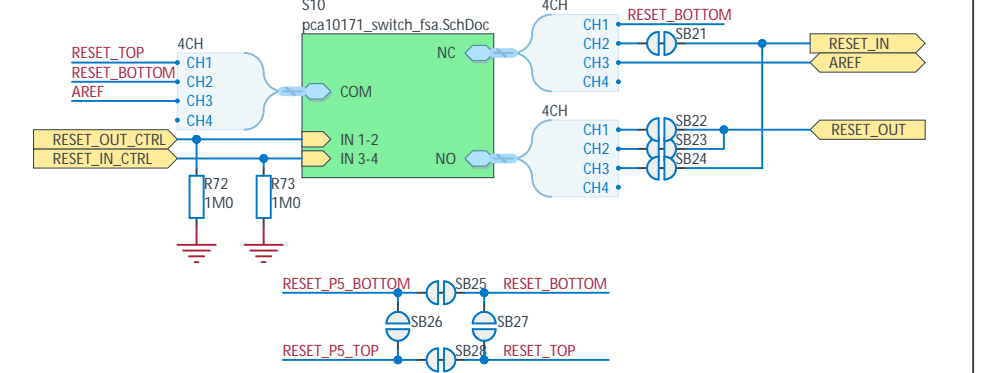 S10
pca10171_switch_fsa.SchDoc
4CH
RESET_TOP
RESET_BOTTOM
AREF
CH1
CH2
CH3
CH4
COM
NC
NO
IN 1-2
IN 3-4
RESET_OUT_CTRL
RESET_IN_CTRL
R72
1M0
R73
1M0
4CH
CH1
CH2
CH3
CH4
RESET_BOTTOM
SB21
RESET_IN
AREF
4CH
CH1
CH2
CH3
CH4
SB22
SB23
SB24
RESET_OUT
RESET_P5_BOTTOM
SB25
RESET_BOTTOM
SB26
SB27
RESET_P5_TOP
SB28
RESET_TOP